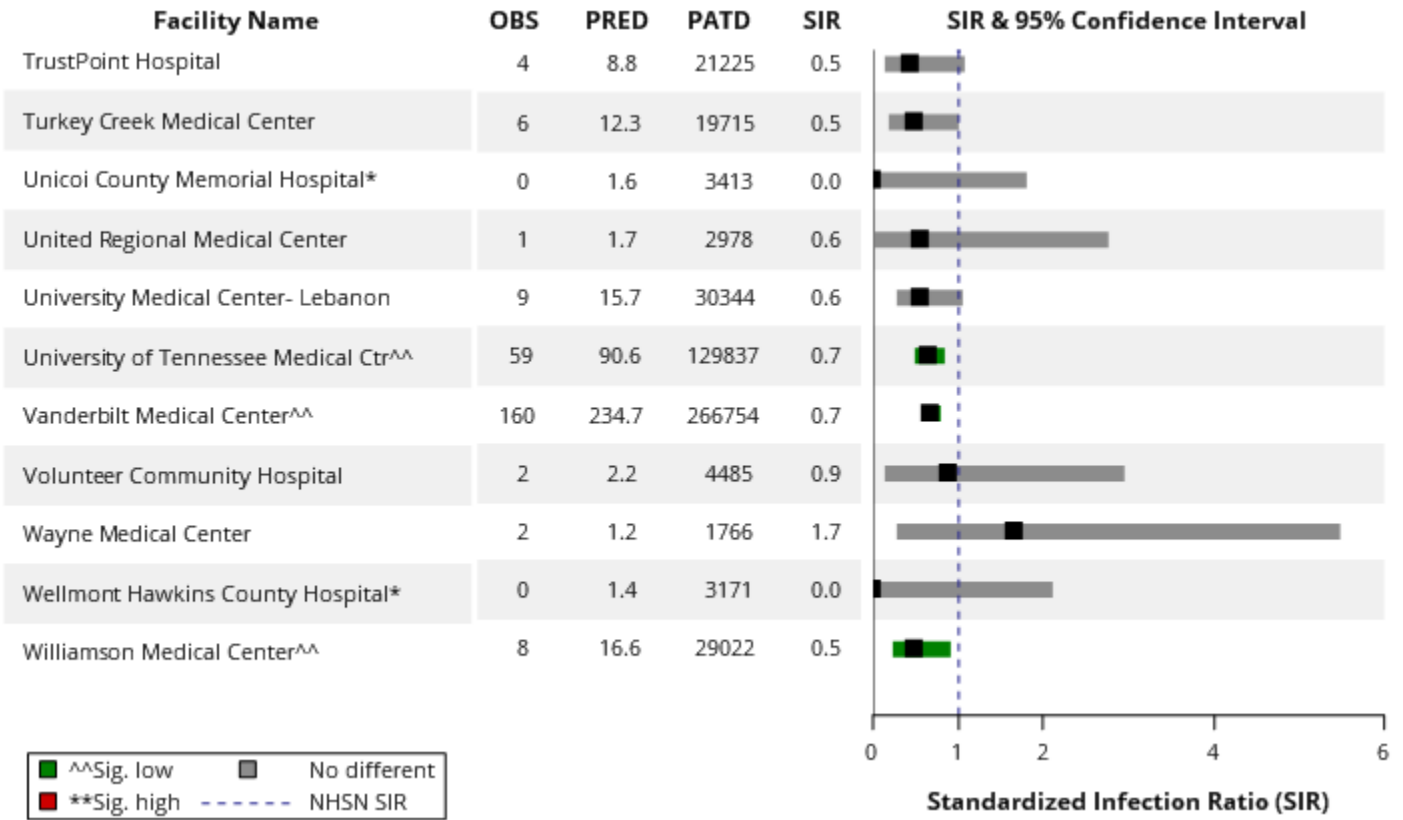 Facility Name OBS PRED PATD SIR SIR & 95% Confidence Interval
TrustPoint Hospital 4 8.8 21225 0.5
Turkey Creek Medical Center 6 12.3 19715 0.5
Unicoi County Memorial Hospital* 0 1.6 3413 0.0
United Regional Medical Center 1 1.7 2978 0.6
University Medical Center- Lebanon 9 15.7 30344 0.6
University of Tennessee Medical Ctr^^ 59 90.6 129837 0.7
Vanderbilt Medical Center^^ 160 234.7 266754 0.7
Volunteer Community Hospital 2 2.2 4485 0.9
Wayne Medical Center 2 1.2 1766 1.7
Wellmont Hawkins County Hospital* 0 1.4 3171 0.0
Williamson Medical Center^^ 8 16.6 29022 0.5
0 1 2 4 6
^^Sig. low No different
**Sig. high NHSN SIR
Standardized Infection Ratio (SIR)